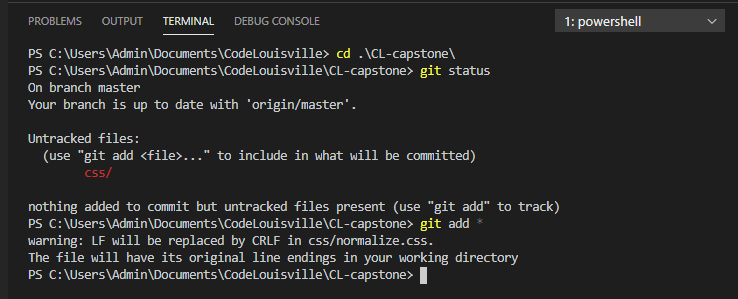 PROBLEMS OUTPUT TERMINAL DEBUG CONSOLE 1: powershell
PS C:\Users\Admin\Documents\CodeLouisville> cd .\CL-capstone\
PS C:\Users\Admin\Documents\CodeLouisville\CL-capstone> git status
On branch master
Your branch is up to date with 'origin/master'.
Untracked files:
(use "git add <file>..." to include in what will be committed)
css/
nothing added to commit but untracked files present (use "git add" to track)
PS C:\Users\Admin\Documents\CodeLouisville\CL-capstone> git add *
warning: LF will be replaced by CRLF in css/normalize.css.
The file will have its original line endings in your working directory
PS C:\Users\Admin\Documents\CodeLouisville\CL-capstone>